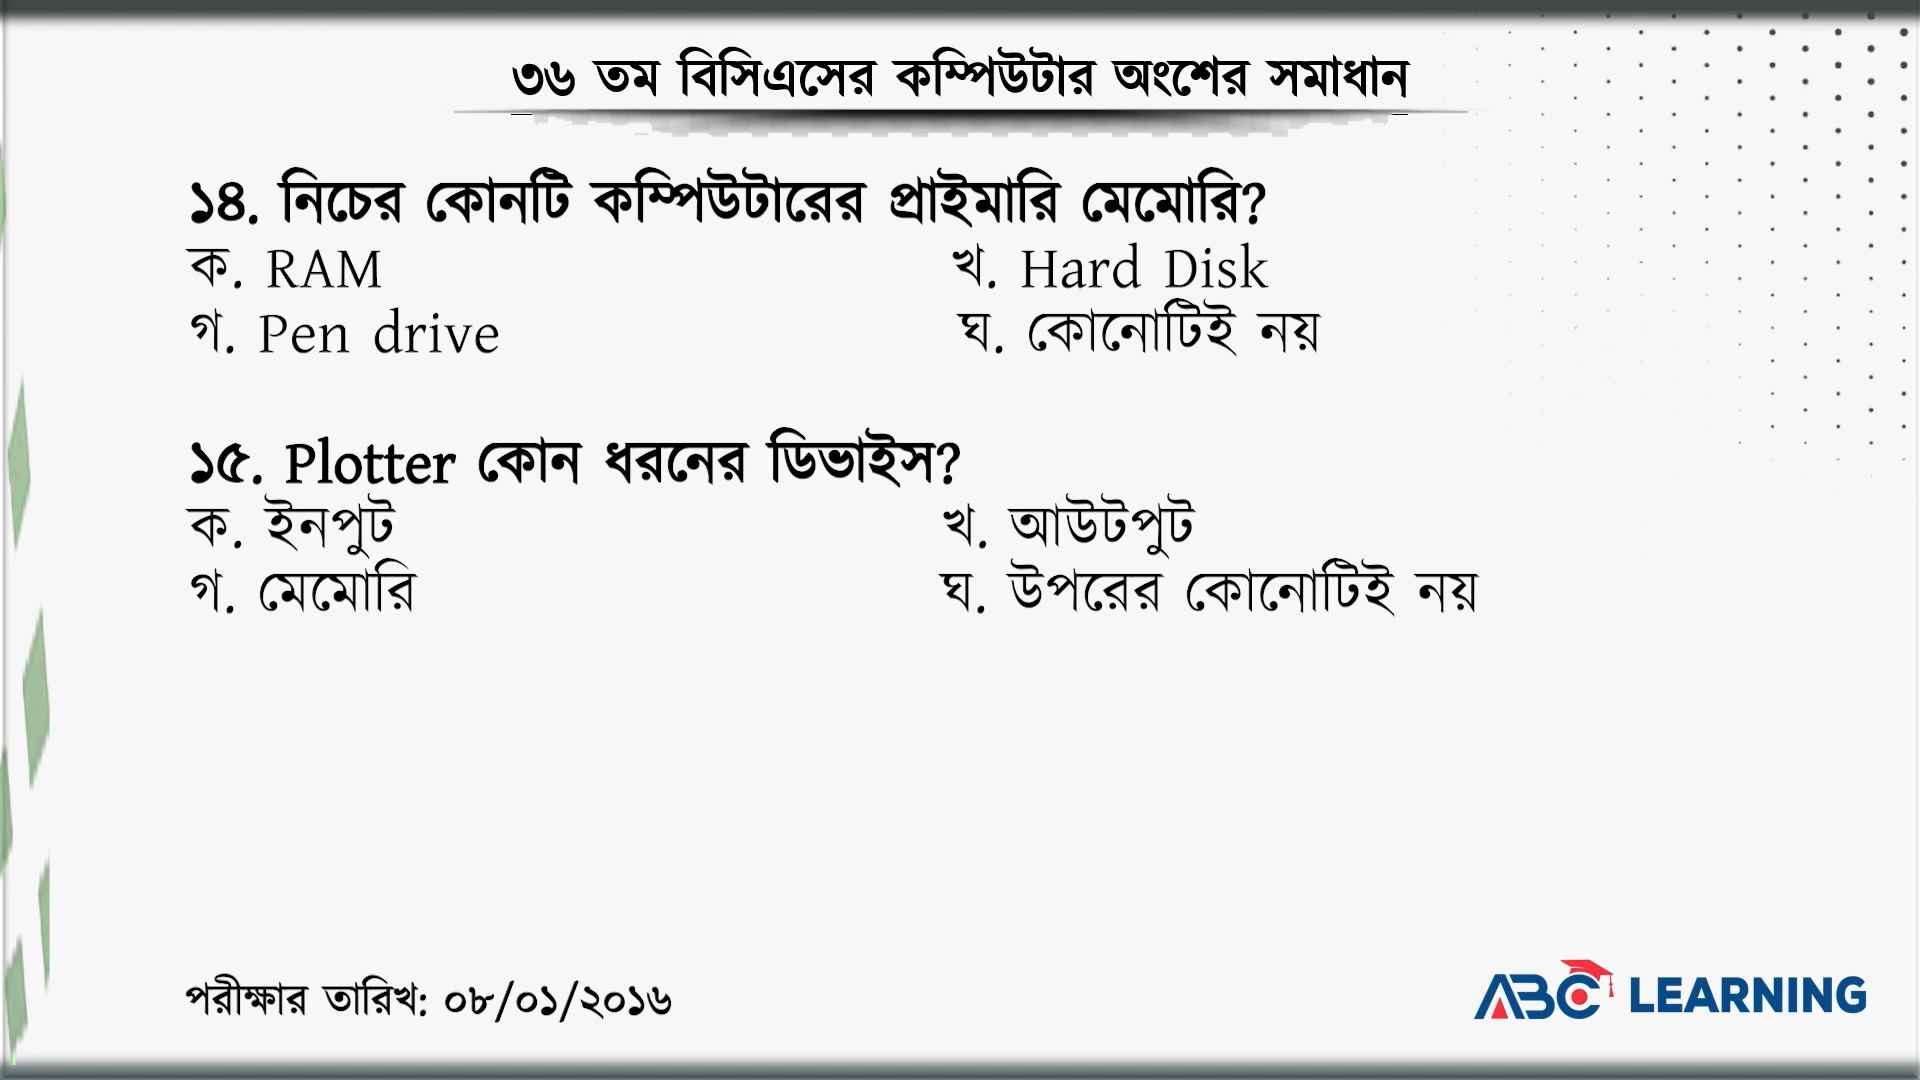 ৩৬ তম বিসিএসের কম্পিউটার অংশের সমাধান
১৪. নিচের কোনটি কম্পিউটারের প্রাইমারি মেমোরি?
ক. RAM খ. Hard Disk
গ. Pen drive ঘ. কোনোটিই নয়
১৫. Plotter কোন ধরনের ডিভাইস?
ক. ইনপুট খ. আউটপুট
গ. মেমোরি ঘ. উপরের কোনোটিই নয়
পরীক্ষার তারিখ: ০৮/০১/২০১৬
ABC LEARNING